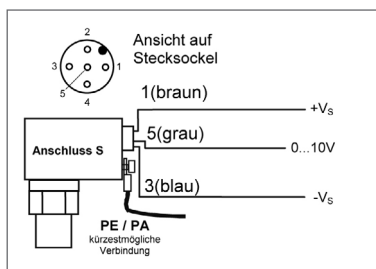 2
Ansicht auf
Stecksockel
3
1
5
4
1(braun)
+Vs
5(grau)
0...10V
Anschluss S
3(blau)
-Vs
PE / PA
kürzestmögliche
Verbindung